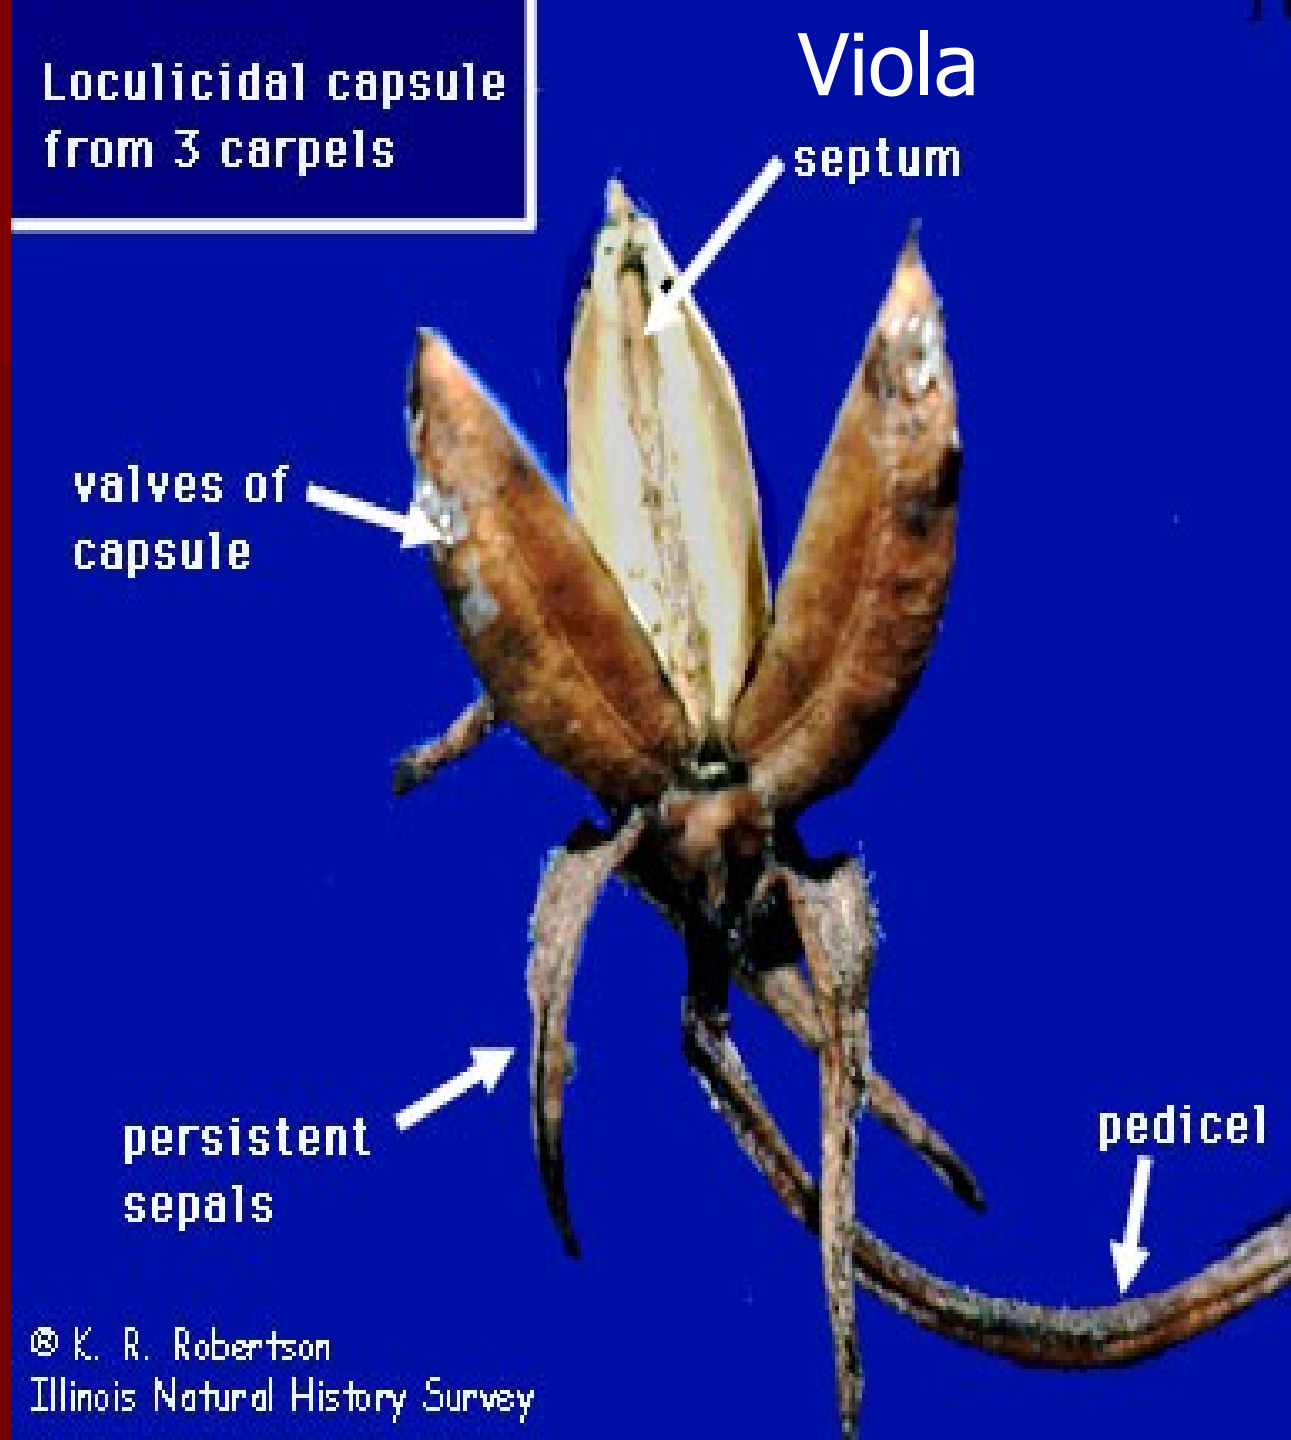 Loculicidal capsule
from 3 carpels
Viola
septum
valves of
capsule
persistent
sepals
pedicel
® K. R. Robertson
Illinois Natural History Survey